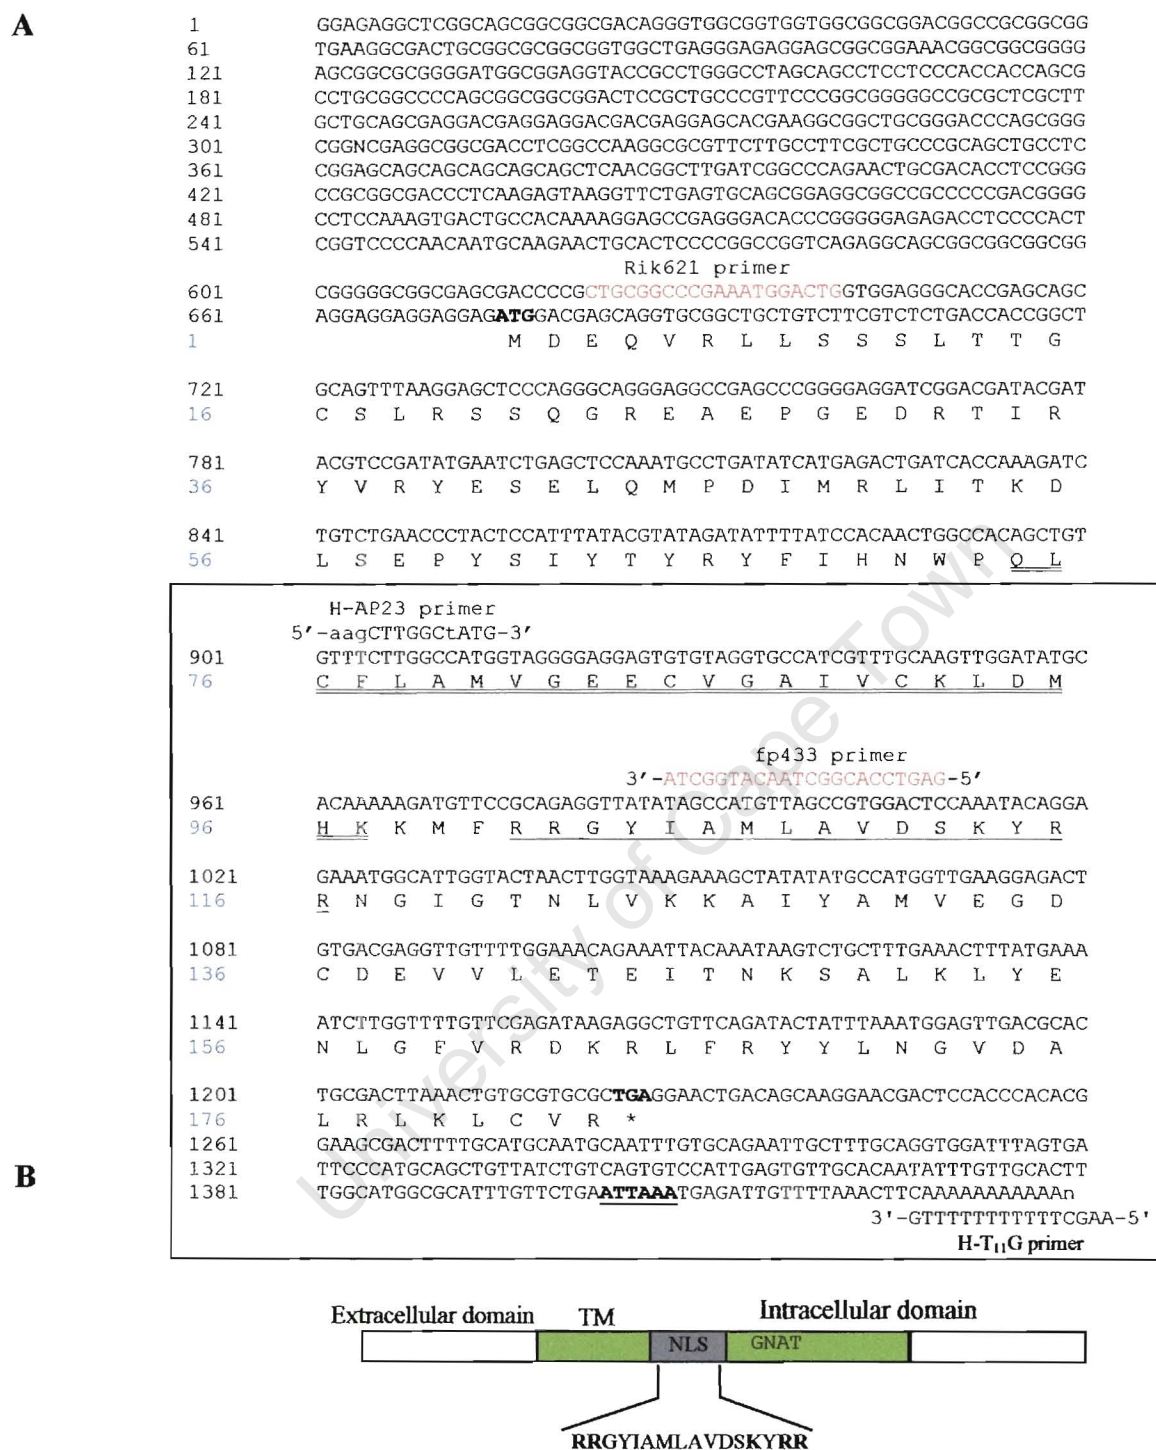 A
1 GGAGAGGCTCGGCAGCGGCGGCGACAGGGTGGCGGTGGTGGCGGCGGACGGCCGCGGCGG
61 TGAAGGCGACTGCGGCGCGGCGGTGGCTGAGGGAGAGGAGCGGCGGAAACGGCGGCGGGG
121 AGCGGCGCGGGGATGGCGGAGGTACCGCCTGGGCCTAGCAGCCTCCTCCCACCACCAGCG
181 CCTGCGGCCCCAGCGGCGGCGGACTCCGCTGCCCGTTCCCGGCGGGGGCCGCGCTCGCTT
241 GCTGCAGCGAGGACGAGGAGGACGACGAGGAGCACGAAGGCGGCTGCGGGACCCAGCGGG
301 CGGNCGAGGCGGCGACCTCGGCCAAGGCGCGTTCTTGCCTTCGCTGCCCGCAGCTGCCTC
361 CGGAGCAGCAGCAGCAGCAGCTCAACGGCTTGATCGGCCCAGAACTGCGACACCTCCGGG
421 CCGCGGCGACCCTCAAGAGTAAGGTTCTGAGTGCAGCGGAGGCGGCCGCCCCCGACGGGG
481 CCTCCAAAGTGACTGCCACAAAAGGAGCCGAGGGACACCCGGGGGAGAGACCTCCCCACT
541 CGGTCCCCAACAATGCAAGAACTGCACTCCCCGGCCGGTCAGAGGCAGCGGCGGCGGCGG
Rik621 primer
601 CGGGGGCGGCGAGCGACCCCGCTGCGGCCCGAAATGGACTGGTGGAGGGCACCGAGCAGC
661 AGGAGGAGGAGGAGATGGACGAGCAGGTGCGGCTGCTGTCTTCGTCTCTGACCACCGGCT
1 M D E Q V R L L S S S L T T G
721 GCAGTTTAAGGAGCTCCCAGGGCAGGGAGGCCGAGCCCGGGGAGGATCGGACGATACGAT
16 C S L R S S Q G R E A E P G E D R T I R
781 ACGTCCGATATGAATCTGAGCTCCAAATGCCTGATATCATGAGACTGATCACCAAAGATC
36 Y V R Y E S E L Q M P D I M R L I T K D
841 TGTCTGAACCCTACTCCATTTATACGTATAGATATTTTATCCACAACTGGCCACAGCTGT
56 L S E P Y S I Y T Y R Y F I H N W P Q L
H-AP23 primer
5'-aagCTTGGCtATG-3'
901 GTTTCTTGGCCATGGTAGGGGAGGAGTGTGTAGGTGCCATCGTTTGCAAGTTGGATATGC
76 C F L A M V G E E C V G A I V C K L D M
fp433 primer
3'-ATCGGTACAATCGGCACCTGAG-5'
961 ACAAAAAGATGTTCCGCAGAGGTTATATAGCCATGTTAGCCGTGGACTCCAAATACAGGA
96 H K K M F R R G Y I A M L A V D S K Y R
1021 GAAATGGCATTGGTACTAACTTGGTAAAGAAAGCTATATATGCCATGGTTGAAGGAGACT
116 R N G I G T N L V K K A I Y A M V E G D
1081 GTGACGAGGTTGTTTTGGAAACAGAAATTACAAATAAGTCTGCTTTGAAACTTTATGAAA
136 C D E V V L E T E I T N K S A L K L Y E
1141 ATCTTGGTTTTGTTCGAGATAAGAGGCTGTTCAGATACTATTTAAATGGAGTTGACGCAC
156 N L G F V R D K R L F R Y Y L N G V D A
1201 TGCGACTTAAACTGTGCGTGCGCTGAGGAACTGACAGCAAGGAACGACTCCACCCACACG
176 L R L K L C V R *
1261 GAAGCGACTTTTGCATGCAATGCAATTTGTGCAGAATTGCTTTGCAGGTGGATTTAGTGA
1321 TTCCCATGCAGCTGTTATCTGTCAGTGTCCATTGAGTGTTGCACAATATTTGTTGCACTT
B
1381 TGGCATGGCGCATTTGTTCTGAATTAAATGAGATTGTTTTAAACTTCAAAAAAAAAAAn
3'-GTTTTTTTTTTTCGAA-5'
H-T11G primer
Extracellular domain TM Intracellular domain
NLS GNAT
RRGYIAMLAVDSKYRR
University of Cape Town